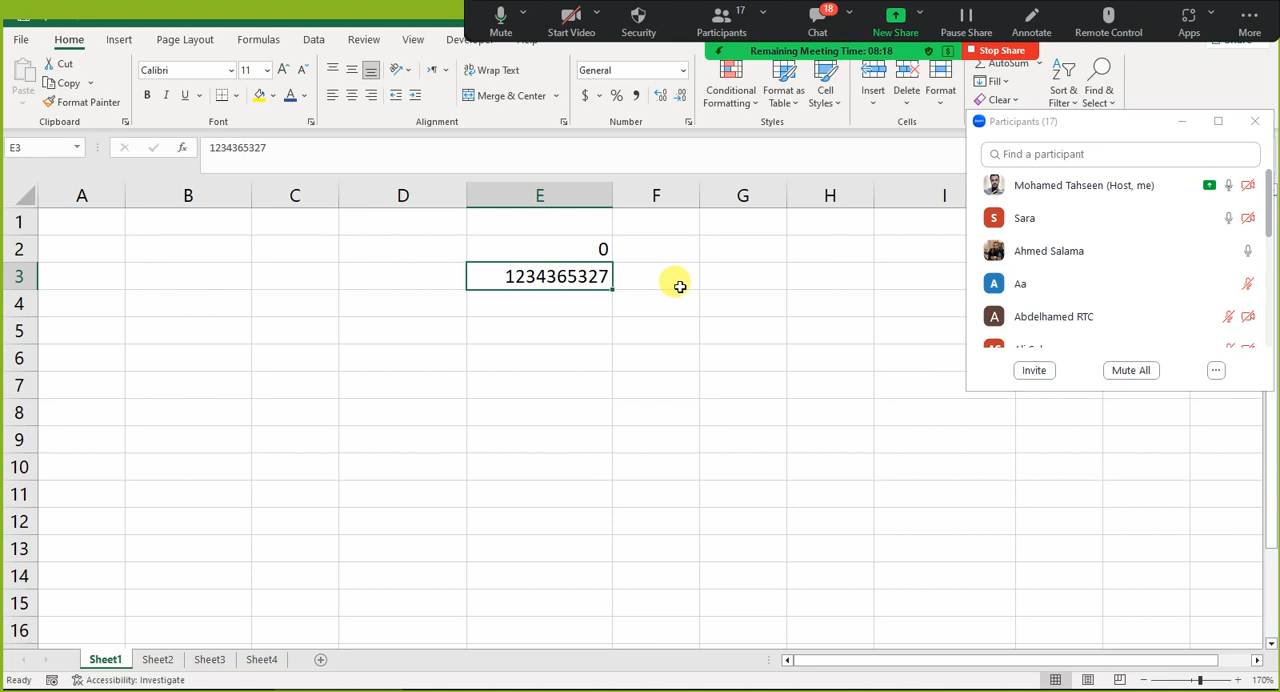 Mute
Start Video
Security
17
Participants
18
Chat
New Share
Pause Share
Annotate
Remote Control
Apps
More
Remaining Meeting Time: 08:18
Stop Share
File
Home
Insert
Page Layout
Formulas
Data
Review
View
Cut
Copy
Format Painter
Paste
Clipboard
Calibri
11
B I U
Font
Wrap Text
Merge & Center
Alignment
General
$ % 9
Number
Conditional
Formatting
Format as
Table
Cell
Styles
Styles
Insert
Delete
Format
Cells
AutoSum
Fill
Clear
Sort &
Filter
Find &
Select
Participants (17)
Find a participant
Mohamed Tahseen (Host, me)
S Sara
Ahmed Salama
A Aa
A Abdelhamed RTC
Invite
Mute All
E3
fx
1234365327
A B C D E F G H I
1
2 0
3 1234365327
4
5
6
7
8
9
10
11
12
13
14
15
16
Sheet1
Sheet2
Sheet3
Sheet4
Ready
Accessibility: Investigate
170%